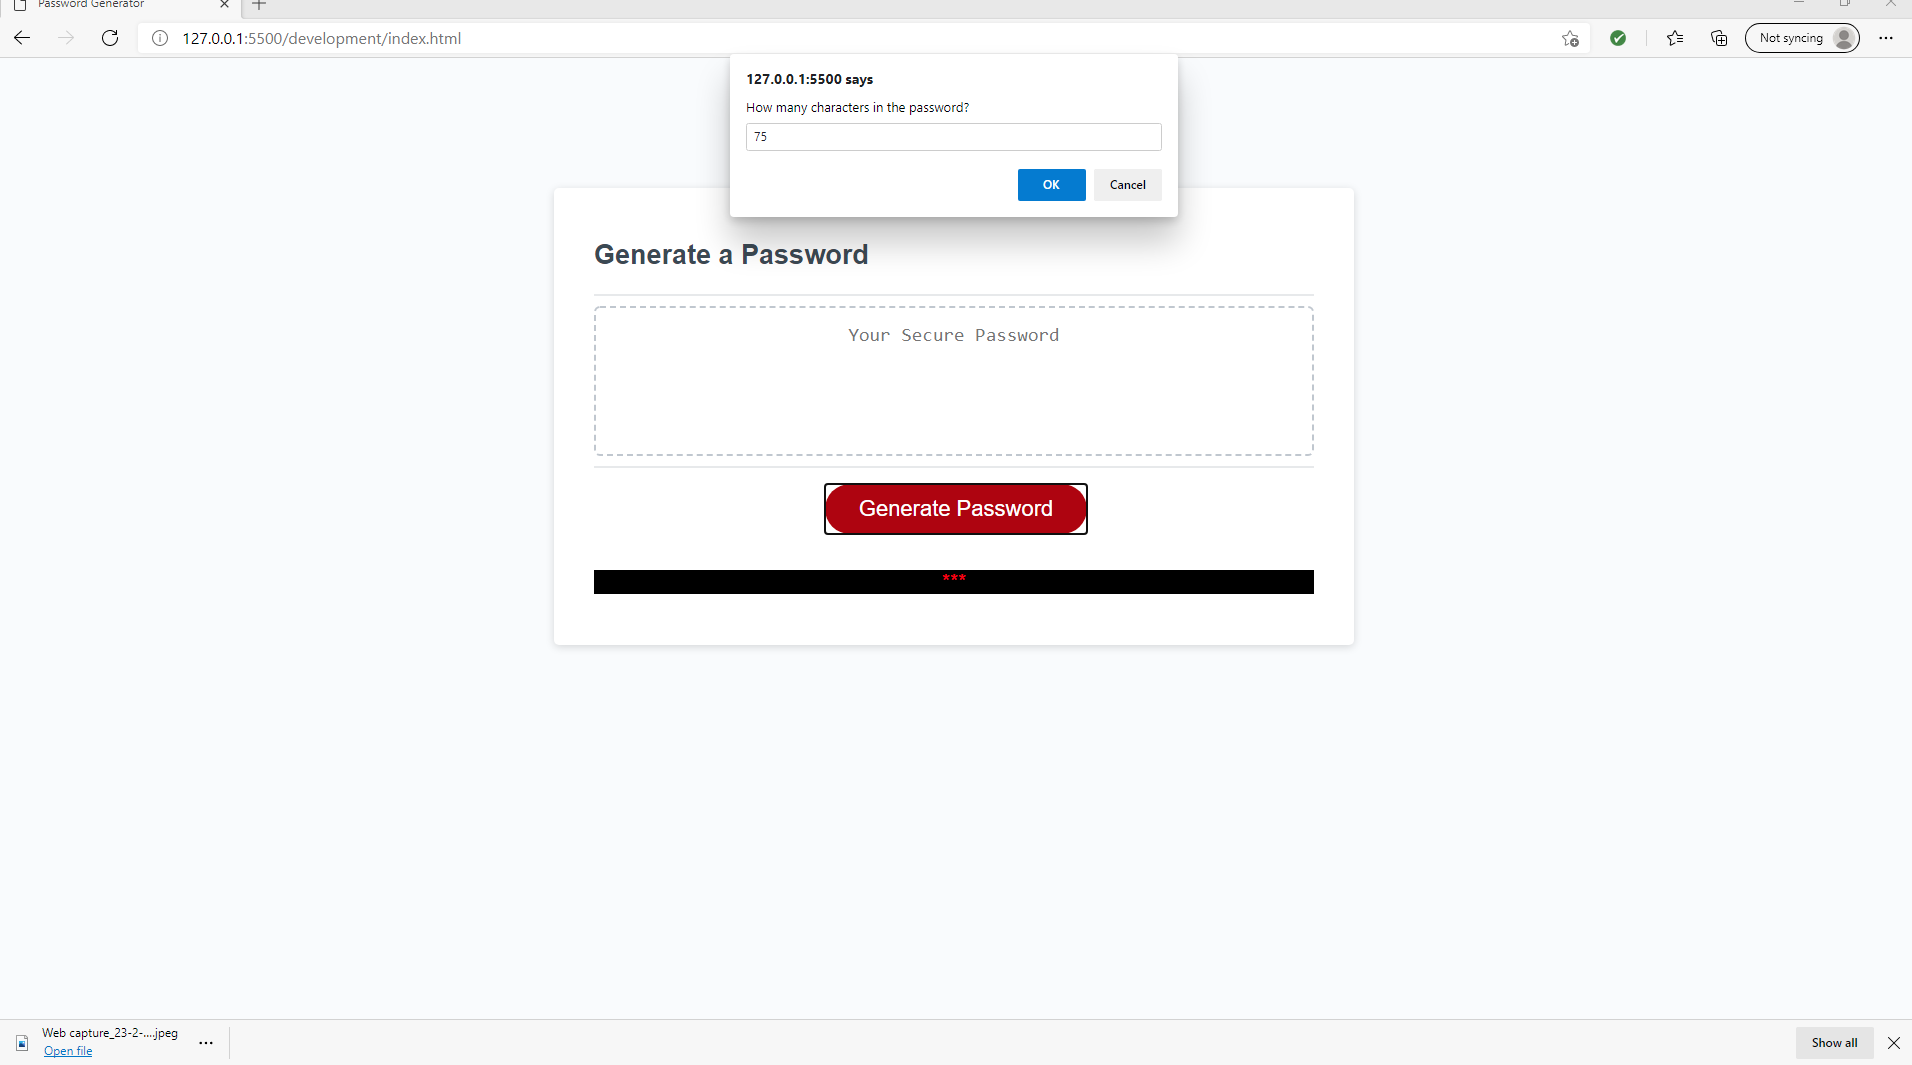 Password Generator
127.0.0.1:5500/development/index.html
Not syncing
127.0.0.1:5500 says
How many characters in the password?
75
OK
Cancel
Generate a Password
Your Secure Password
Generate Password
***
Web capture_23-2-....jpeg
Open file
Show all